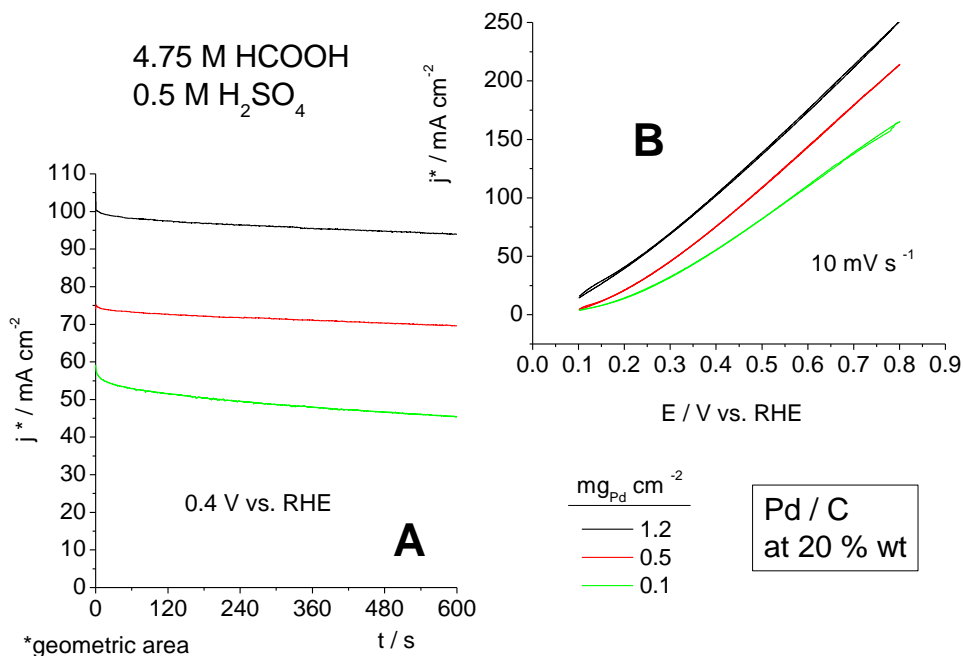 4.75 M HCOOH
0.5 M H₂SO₄
j* / mA cm⁻²
110
100
90
80
70
60
50
40
30
20
10
0
0 120 240 360 480 600
t / s
0.4 V vs. RHE
A
*geometric area
j* / mA cm⁻²
250
200
150
100
50
0
B
10 mV s⁻¹
0.0 0.1 0.2 0.3 0.4 0.5 0.6 0.7 0.8 0.9
E / V vs. RHE
mg_Pd cm⁻²
1.2
0.5
0.1
Pd / C
at 20 % wt